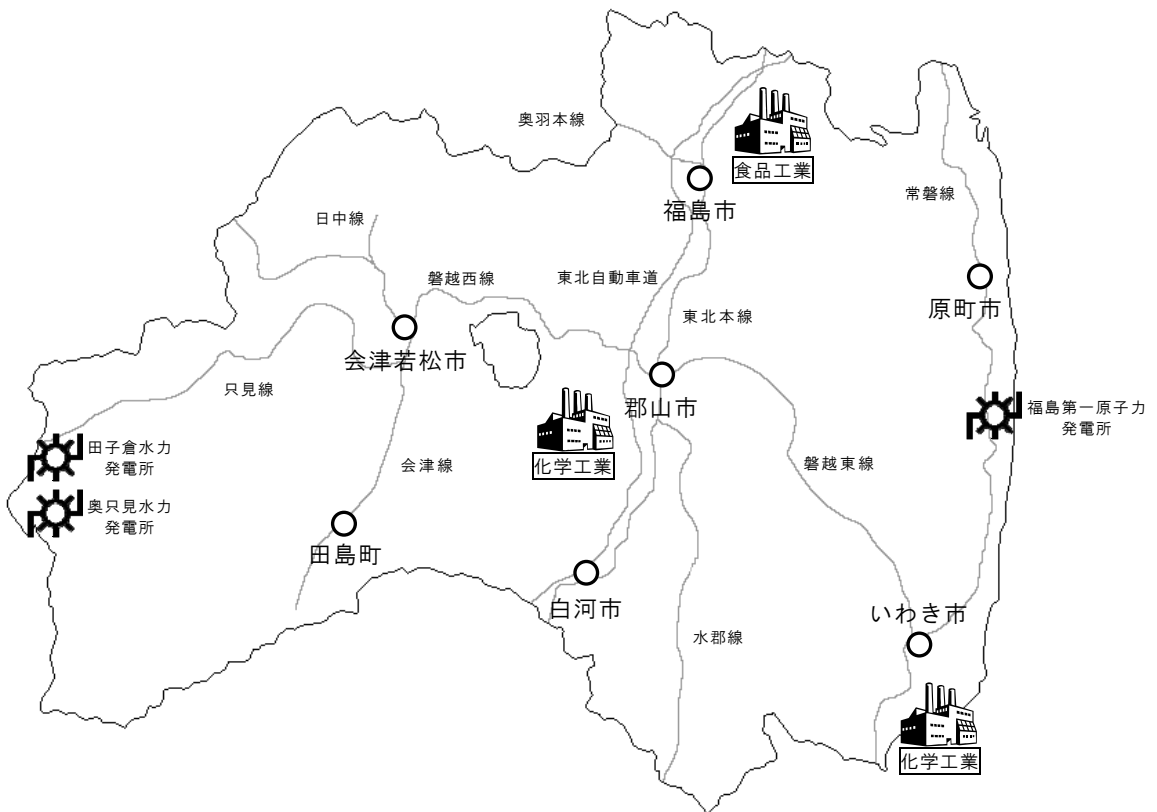 奥羽本線
食品工業
福島市
常磐線
日中線
磐越西線
東北自動車道
東北本線
原町市
会津若松市
只見線
郡山市
福島第一原子力
発電所
田子倉水力
発電所
化学工業
会津線
磐越東線
奥只見水力
発電所
田島町
白河市
いわき市
水郡線
化学工業